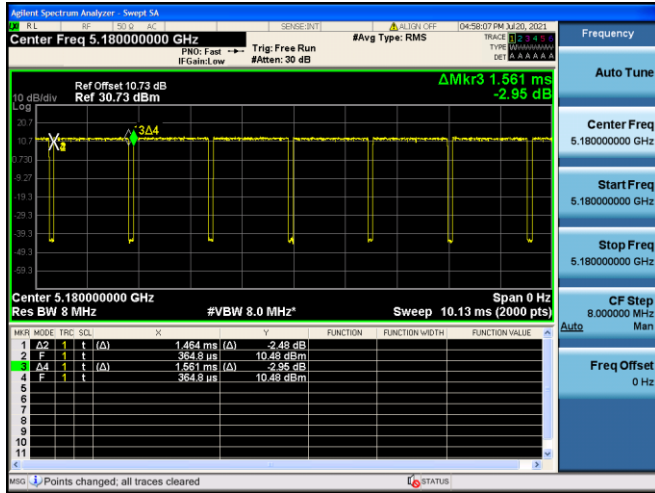 Agilent Spectrum Analyzer - Swept SA
RL RF 50 Ω AC SENSE:INT ALIGN OFF 04:58:07 PM Jul 20, 2021
Center Freq 5.180000000 GHz #Avg Type: RMS TRACE 1 2 3 4 5 6
PNO: Fast Trig: Free Run TYPE WWWWWW
IFGain:Low #Atten: 30 dB DET A A A A A A
Ref Offset 10.73 dB ΔMkr3 1.561 ms
10 dB/div Ref 30.73 dBm -2.95 dB
Log
20.7
10.7
0.730
-9.27
-19.3
-29.3
-39.3
-49.3
-59.3
3Δ4
Center 5.180000000 GHz Span 0 Hz
Res BW 8 MHz #VBW 8.0 MHz* Sweep 10.13 ms (2000 pts)
MKR MODE TRC SCL X Y FUNCTION FUNCTION WIDTH FUNCTION VALUE
1 Δ2 1 t (Δ) 1.464 ms (Δ) -2.48 dB
2 F 1 t 364.8 µs 10.48 dBm
3 Δ4 1 t (Δ) 1.561 ms (Δ) -2.95 dB
4 F 1 t 364.8 µs 10.48 dBm
5
6
7
8
9
10
11
MSG Points changed; all traces cleared STATUS
Frequency
Auto Tune
Center Freq
5.180000000 GHz
Start Freq
5.180000000 GHz
Stop Freq
5.180000000 GHz
CF Step
8.000000 MHz
Auto Man
Freq Offset
0 Hz